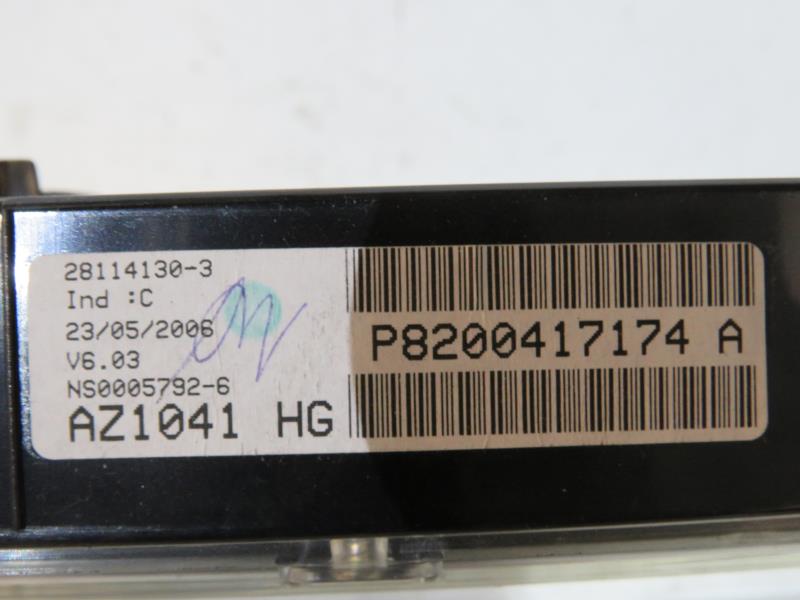 28114130-3
Ind :C
23/05/2006
V6.03
NS0005792-6
AZ1041 HG
P8200417174 A